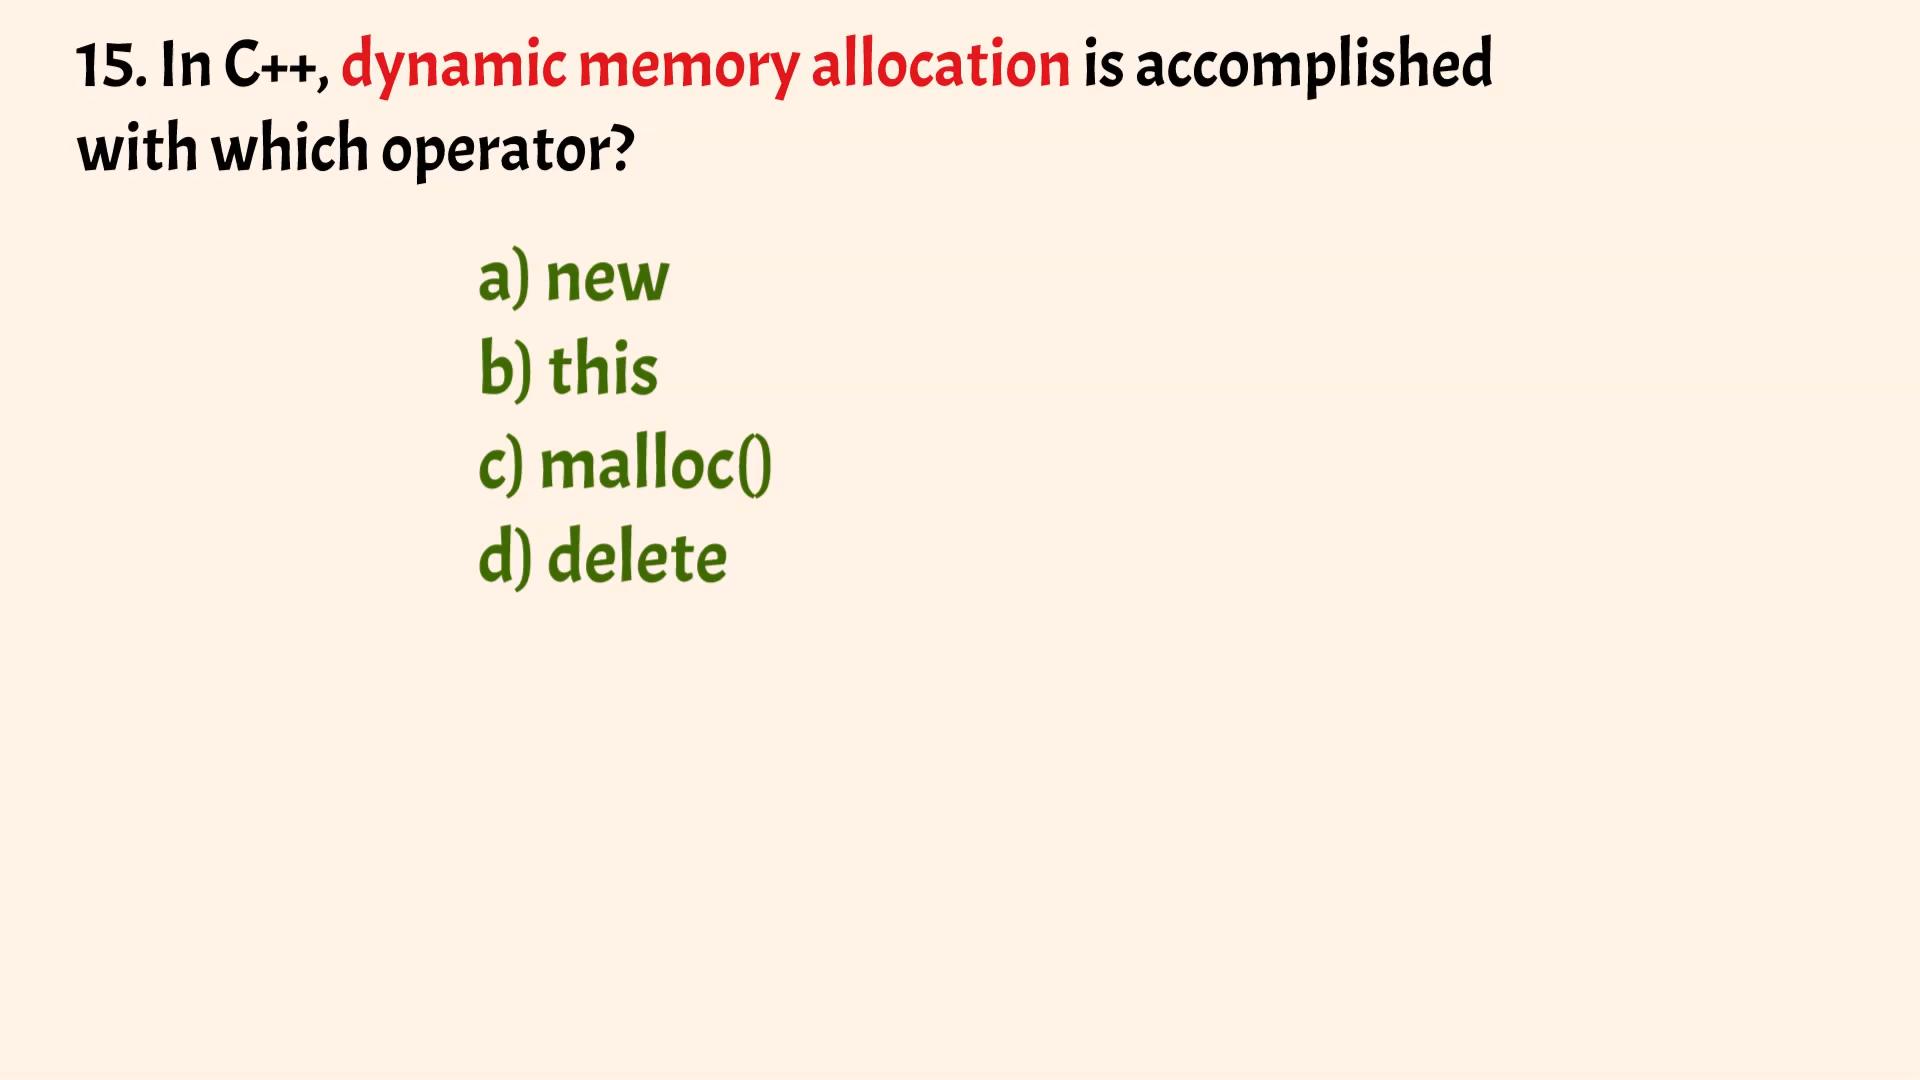 15. In C++, dynamic memory allocation is accomplished
with which operator?
a) new
b) this
c) malloc()
d) delete